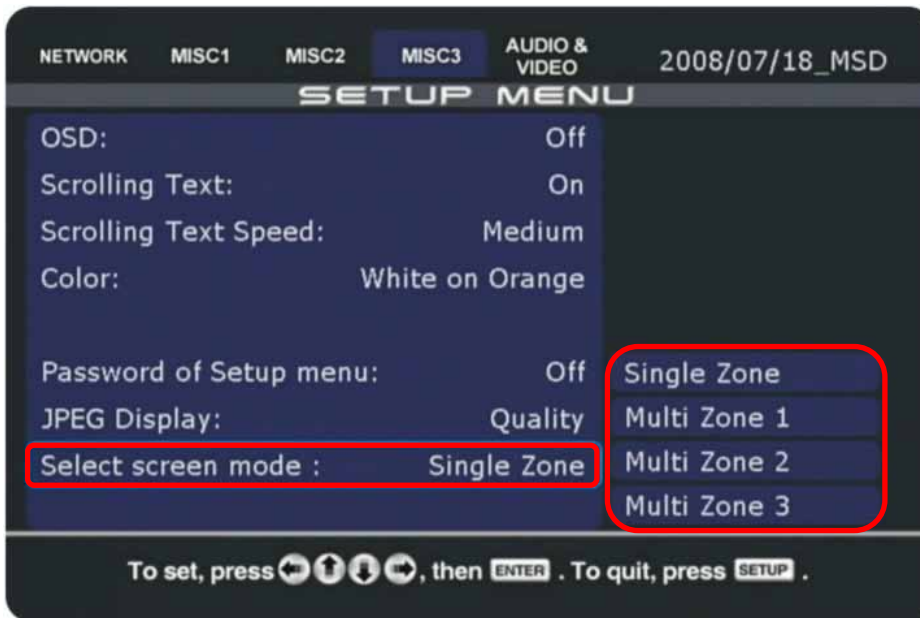 NETWORK MISC1 MISC2 MISC3 AUDIO & VIDEO 2008/07/18_MSD
SETUP MENU
OSD: Off
Scrolling Text: On
Scrolling Text Speed: Medium
Color: White on Orange
Password of Setup menu: Off
JPEG Display: Quality
Select screen mode : Single Zone
Single Zone
Multi Zone 1
Multi Zone 2
Multi Zone 3
To set, press , then ENTER . To quit, press SETUP .